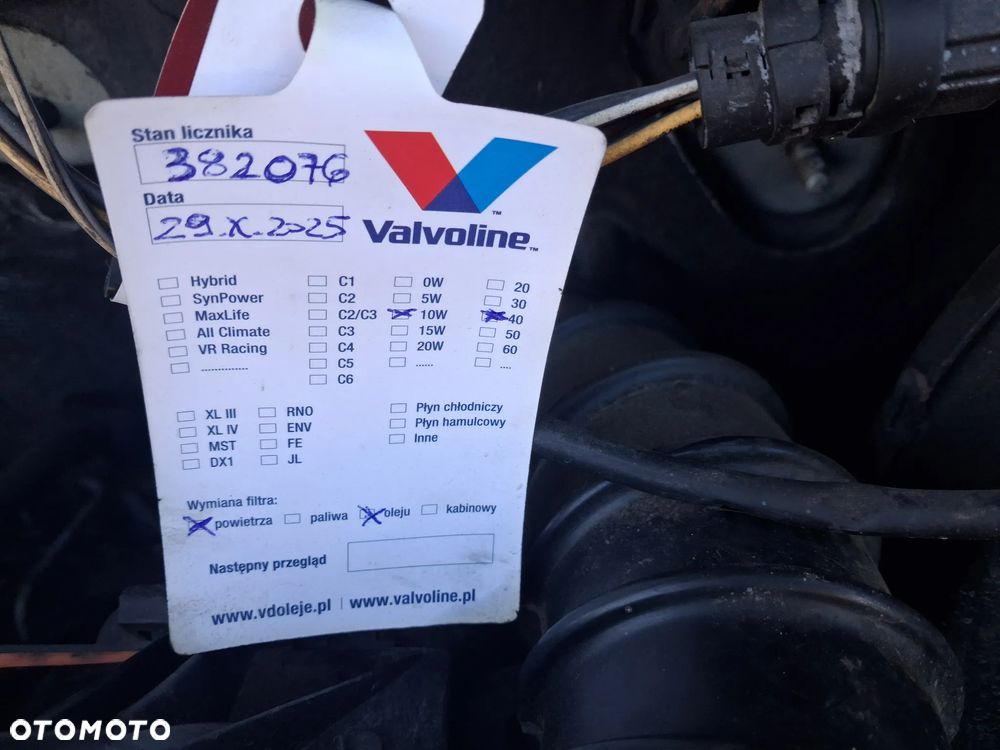 Stan licznika
382076
Data
29.X.2025
Valvoline™
Hybrid
SynPower
MaxLife
All Climate
VR Racing
..............
C1
C2
C2/C3
C3
C4
C5
C6
0W
5W
10W
15W
20W
......
20
30
40
50
60
....
XL III
XL IV
MST
DX1
RNO
ENV
FE
JL
Płyn chłodniczy
Płyn hamulcowy
Inne
Wymiana filtra:
powietrza paliwa oleju kabinowy
Następny przegląd
www.vdoleje.pl | www.valvoline.pl
OTOMOTO